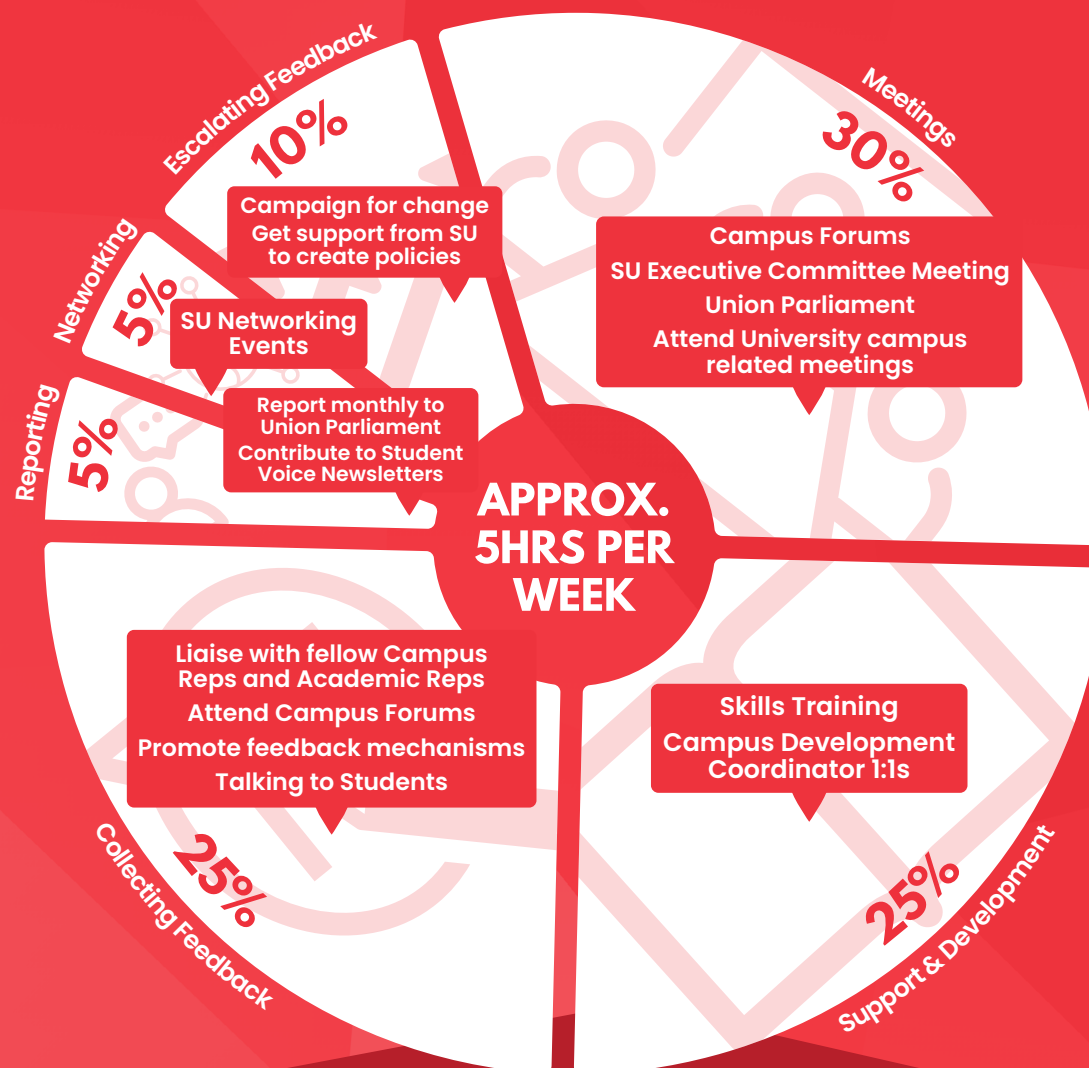 Escalating Feedback
10%
Campaign for change
Get support from SU
to create policies
Meetings
30%
Campus Forums
SU Executive Committee Meeting
Union Parliament
Attend University campus
related meetings
Networking
5%
SU Networking
Events
Reporting
5%
Report monthly to
Union Parliament
Contribute to Student
Voice Newsletters
APPROX.
5HRS PER
WEEK
Liaise with fellow Campus
Reps and Academic Reps
Attend Campus Forums
Promote feedback mechanisms
Talking to Students
25%
Collecting Feedback
Skills Training
Campus Development
Coordinator 1:1s
25%
Support & Development